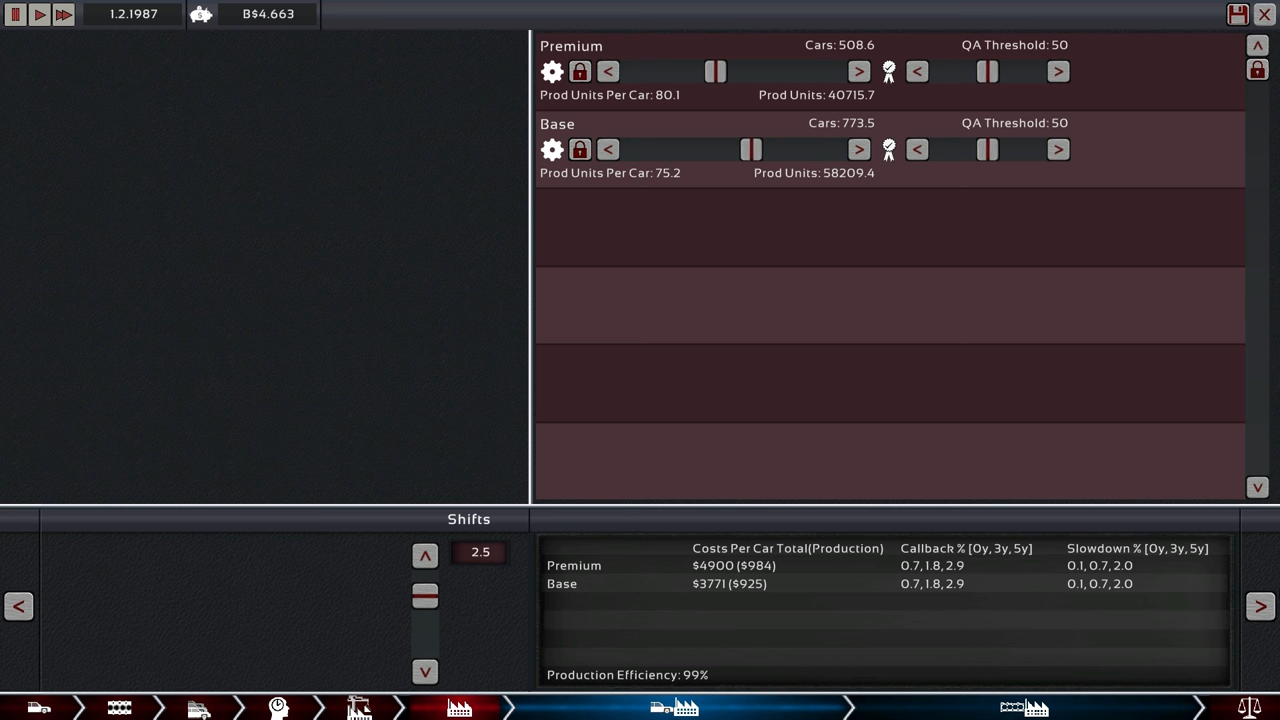 1.2.1987
B$4.663
Premium
Cars: 508.6
QA Threshold: 50
Prod Units Per Car: 80.1
Prod Units: 40715.7
Base
Cars: 773.5
QA Threshold: 50
Prod Units Per Car: 75.2
Prod Units: 58209.4
Shifts
2.5
Costs Per Car Total(Production) Callback % [0y, 3y, 5y] Slowdown % [0y, 3y, 5y]
Premium $4900 ($984) 0.7, 1.8, 2.9 0.1, 0.7, 2.0
Base $3771 ($925) 0.7, 1.8, 2.9 0.1, 0.7, 2.0
Production Efficiency: 99%